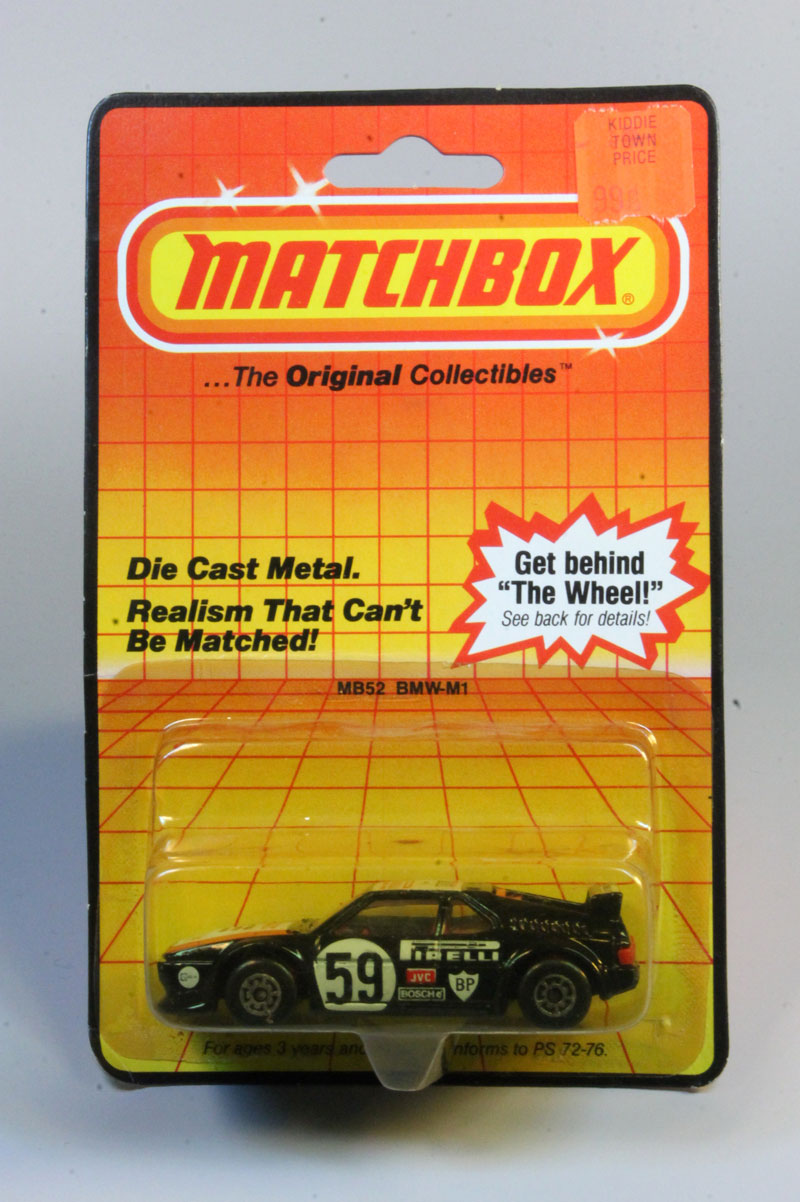 KIDDIE
TOWN
PRICE
99¢
MATCHBOX®
...The Original Collectibles™
Die Cast Metal.
Realism That Can't
Be Matched!
Get behind
"The Wheel!"
See back for details!
MB52 BMW-M1
59
PIRELLI
JVC
BOSCH
BP
For ages 3 years and nforms to PS 72-76.